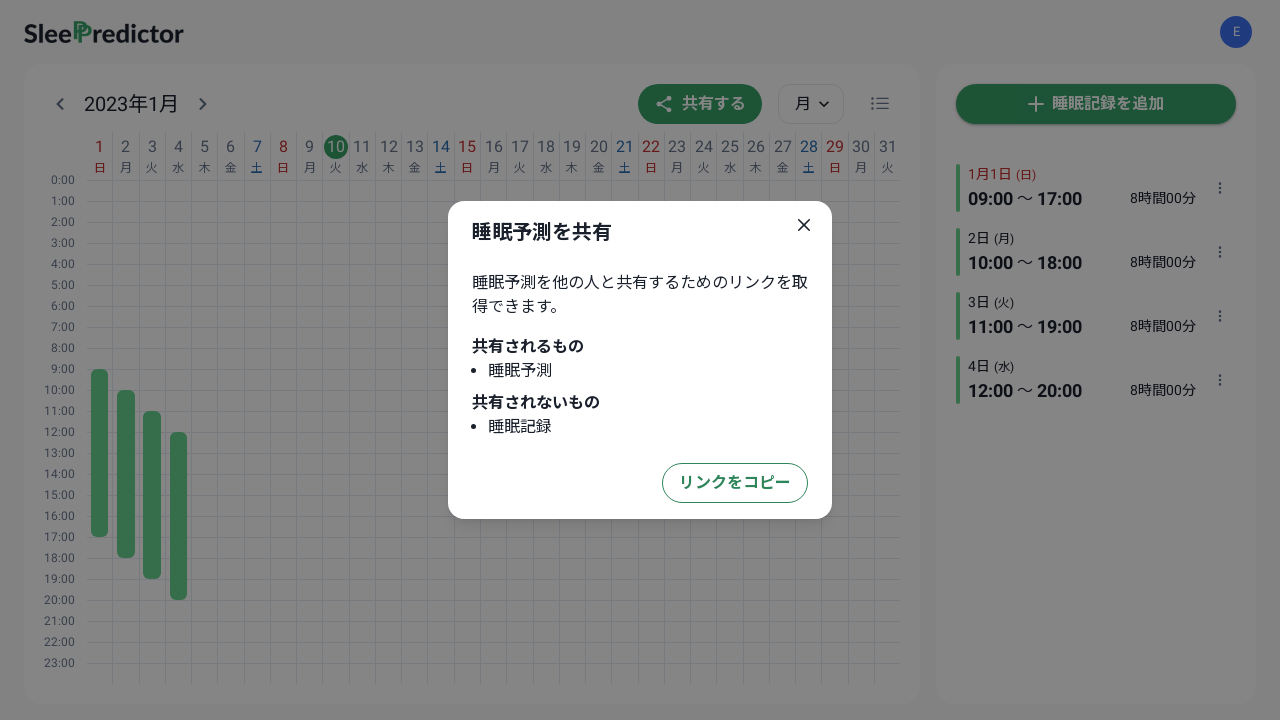 SleePredictor
E
2023年1月
共有する
月
睡眠記録を追加
1 2 3 4 5 6 7 8 9 10 11 12 13 14 15 16 17 18 19 20 21 22 23 24 25 26 27 28 29 30 31
日 月 火 水 木 金 土 日 月 火 水 木 金 土 日 月 火 水 木 金 土 日 月 火 水 木 金 土 日 月 火
0:00
1:00
2:00
3:00
4:00
5:00
6:00
7:00
8:00
9:00
10:00
11:00
12:00
13:00
14:00
15:00
16:00
17:00
18:00
19:00
20:00
21:00
22:00
23:00
睡眠予測を共有
睡眠予測を他の人と共有するためのリンクを取
得できます。
共有されるもの
• 睡眠予測
共有されないもの
• 睡眠記録
リンクをコピー
1月1日 (日)
09:00 〜 17:00 8時間00分
2日 (月)
10:00 〜 18:00 8時間00分
3日 (火)
11:00 〜 19:00 8時間00分
4日 (水)
12:00 〜 20:00 8時間00分